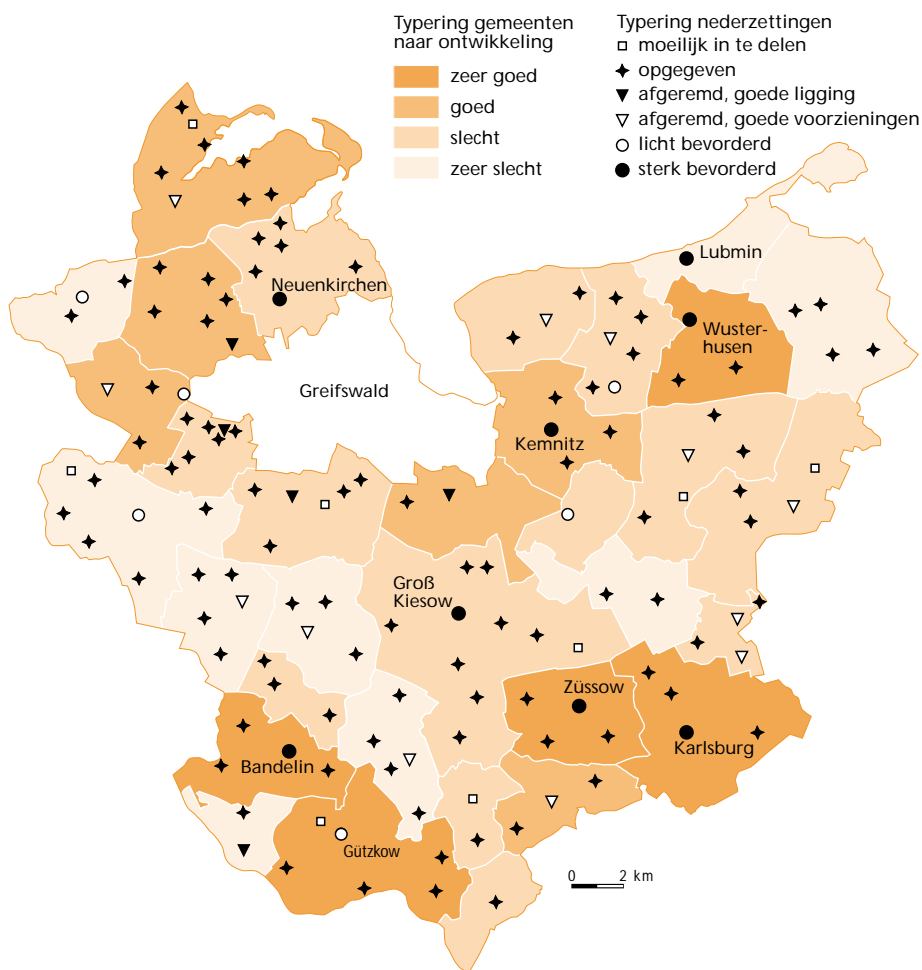 Typering gemeenten
naar ontwikkeling
zeer goed
goed
slecht
zeer slecht
Typering nederzettingen
moeilijk in te delen
opgegeven
afgeremd, goede ligging
afgeremd, goede voorzieningen
licht bevorderd
sterk bevorderd
Lubmin
Neuenkirchen
Wuster-
husen
Greifswald
Kemnitz
Groß
Kiesow
Züssow
Karlsburg
Bandelin
Gützkow
0 2 km